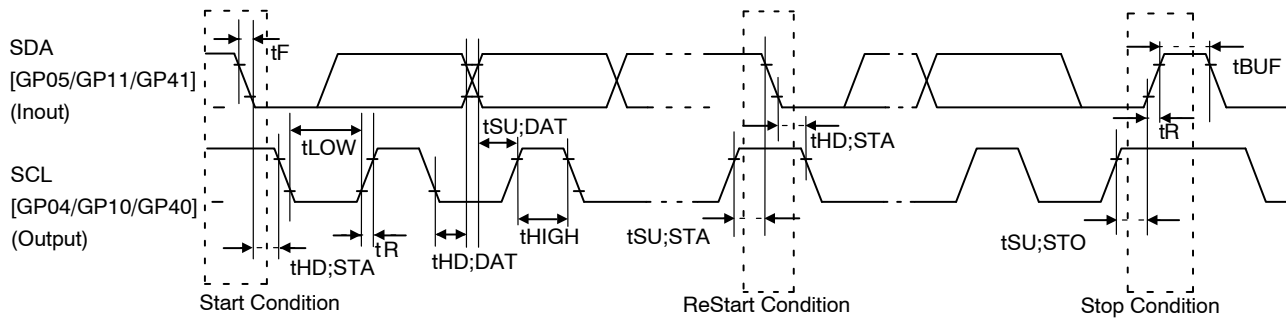 SDA
[GP05/GP11/GP41]
(Inout)
tF
tBUF
tSU;DAT
tHD;STA
tR
tLOW
SCL
[GP04/GP10/GP40]
(Output)
tHD;STA
tR
tHD;DAT
tHIGH
tSU;STA
tSU;STO
Start Condition
ReStart Condition
Stop Condition